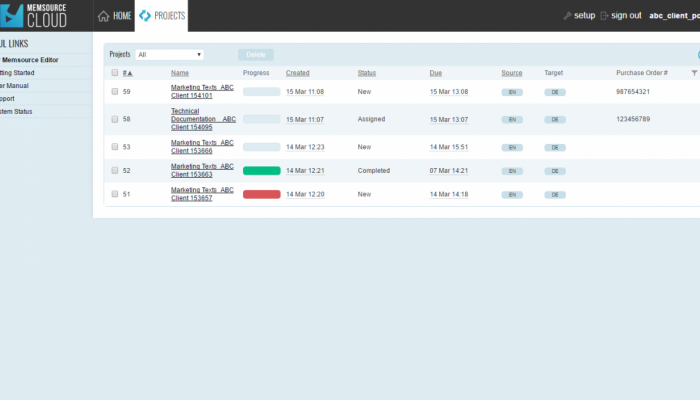 MEMSOURCE
CLOUD
HOME
PROJECTS
setup
sign out
abc_client_po
UL LINKS
Memsource Editor
tting Started
er Manual
pport
stem Status
Projects All Delete
#▲ Name Progress Created Status Due Source Target Purchase Order #
59 Marketing Texts_ABC
Client 154101 15 Mar 11:08 New 15 Mar 13:08 EN DE 987654321
58 Technical
Documentation__ABC
Client 154095 15 Mar 11:07 Assigned 15 Mar 13:07 EN DE 123456789
53 Marketing Texts_ABC
Client 153666 14 Mar 12:23 New 14 Mar 15:51 EN DE
52 Marketing Texts_ABC
Client 153663 14 Mar 12:21 Completed 07 Mar 14:21 EN DE
51 Marketing Texts_ABC
Client 153657 14 Mar 12:20 New 14 Mar 14:18 EN DE